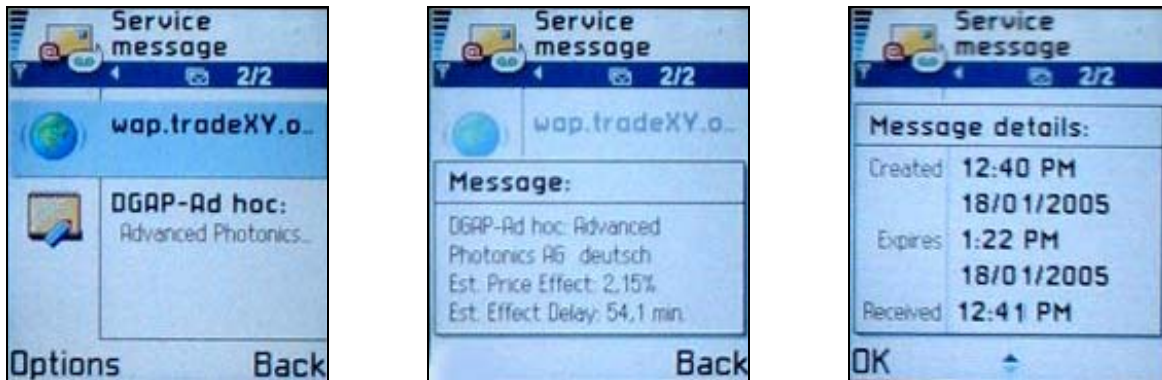 Service
message
2/2
wap.tradeXY.o...
DGAP-Ad hoc:
Advanced Photonics...
Options Back
Service
message
2/2
wap.tradeXY.o...
Message:
DGAP-Ad hoc: Advanced
Photonics AG deutsch
Est. Price Effect: 2,15%
Est. Effect Delay: 54,1 min.
Back
Service
message
2/2
Message details:
Created 12:40 PM
18/01/2005
Expires 1:22 PM
18/01/2005
Received 12:41 PM
OK